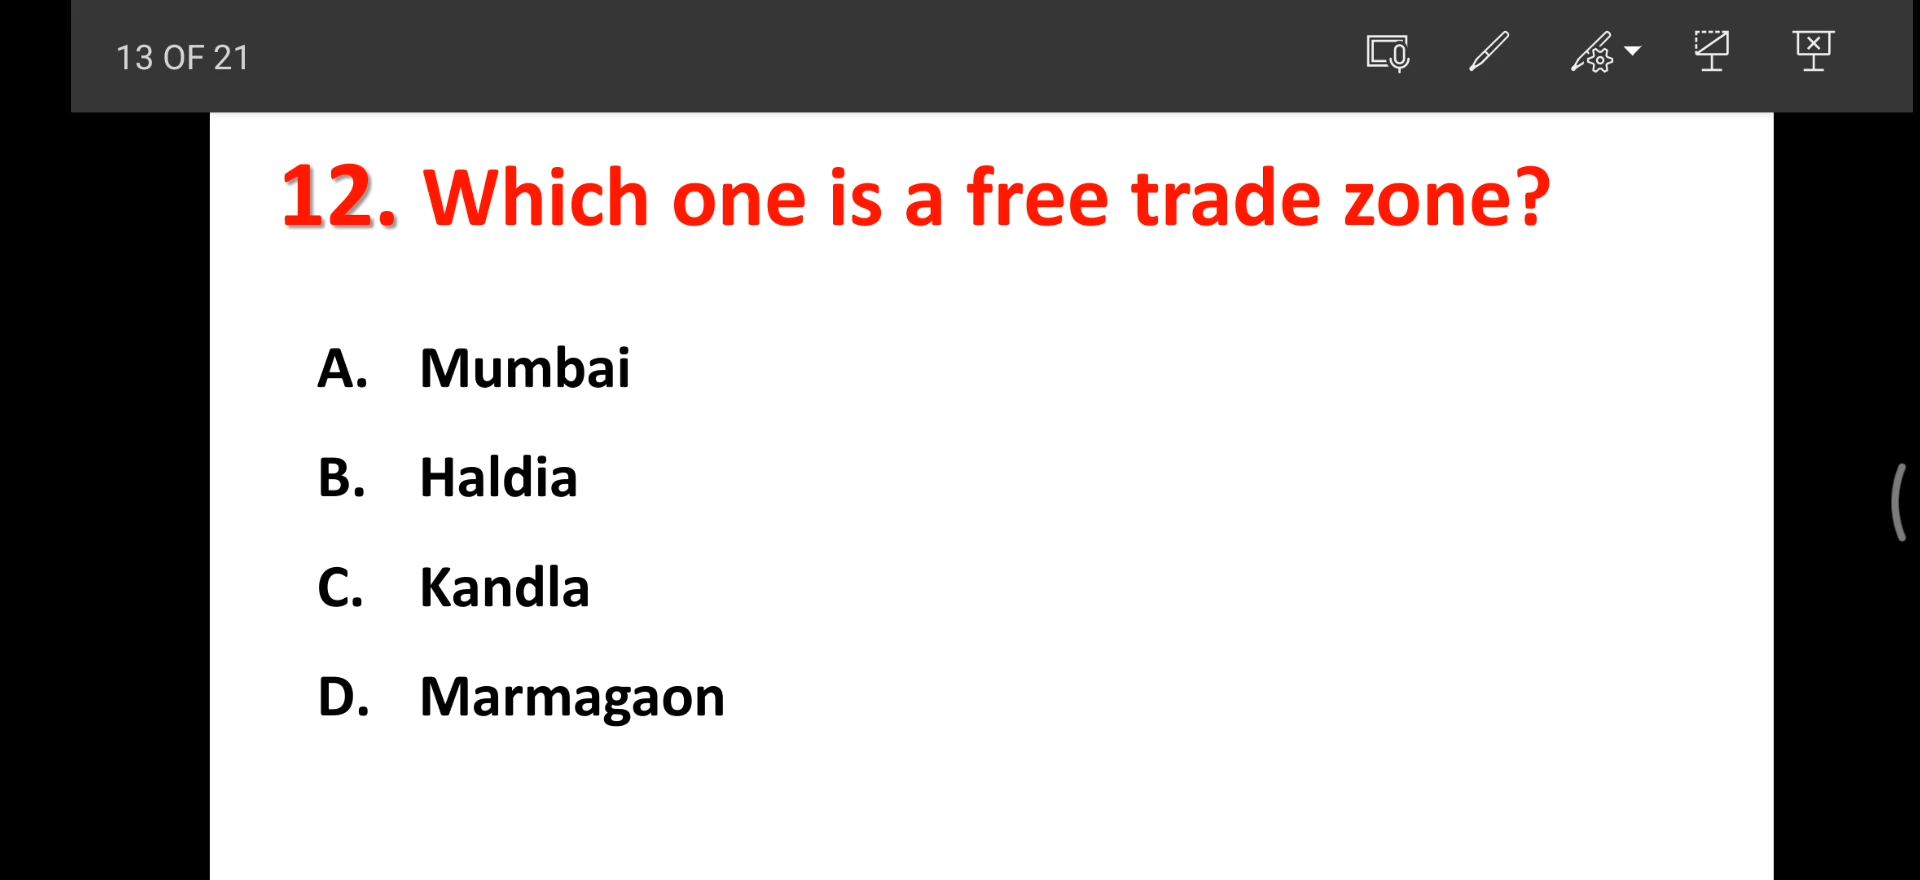 13 OF 21
12. Which one is a free trade zone?
A. Mumbai
B. Haldia
C. Kandla
D. Marmagaon